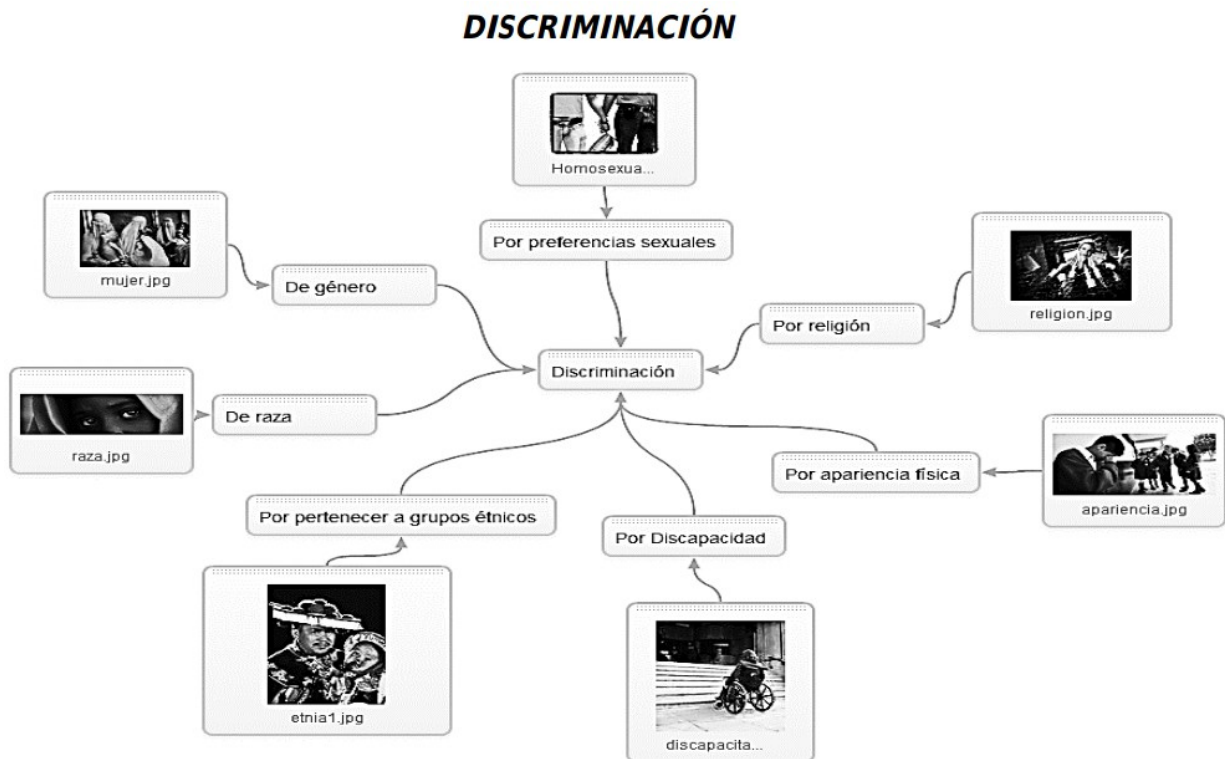 DISCRIMINACIÓN
Homosexua...
Por preferencias sexuales
mujer.jpg
De género
religion.jpg
Por religión
Discriminación
raza.jpg
De raza
apariencia.jpg
Por apariencia física
Por pertenecer a grupos étnicos
Por Discapacidad
etnia1.jpg
discapacita...